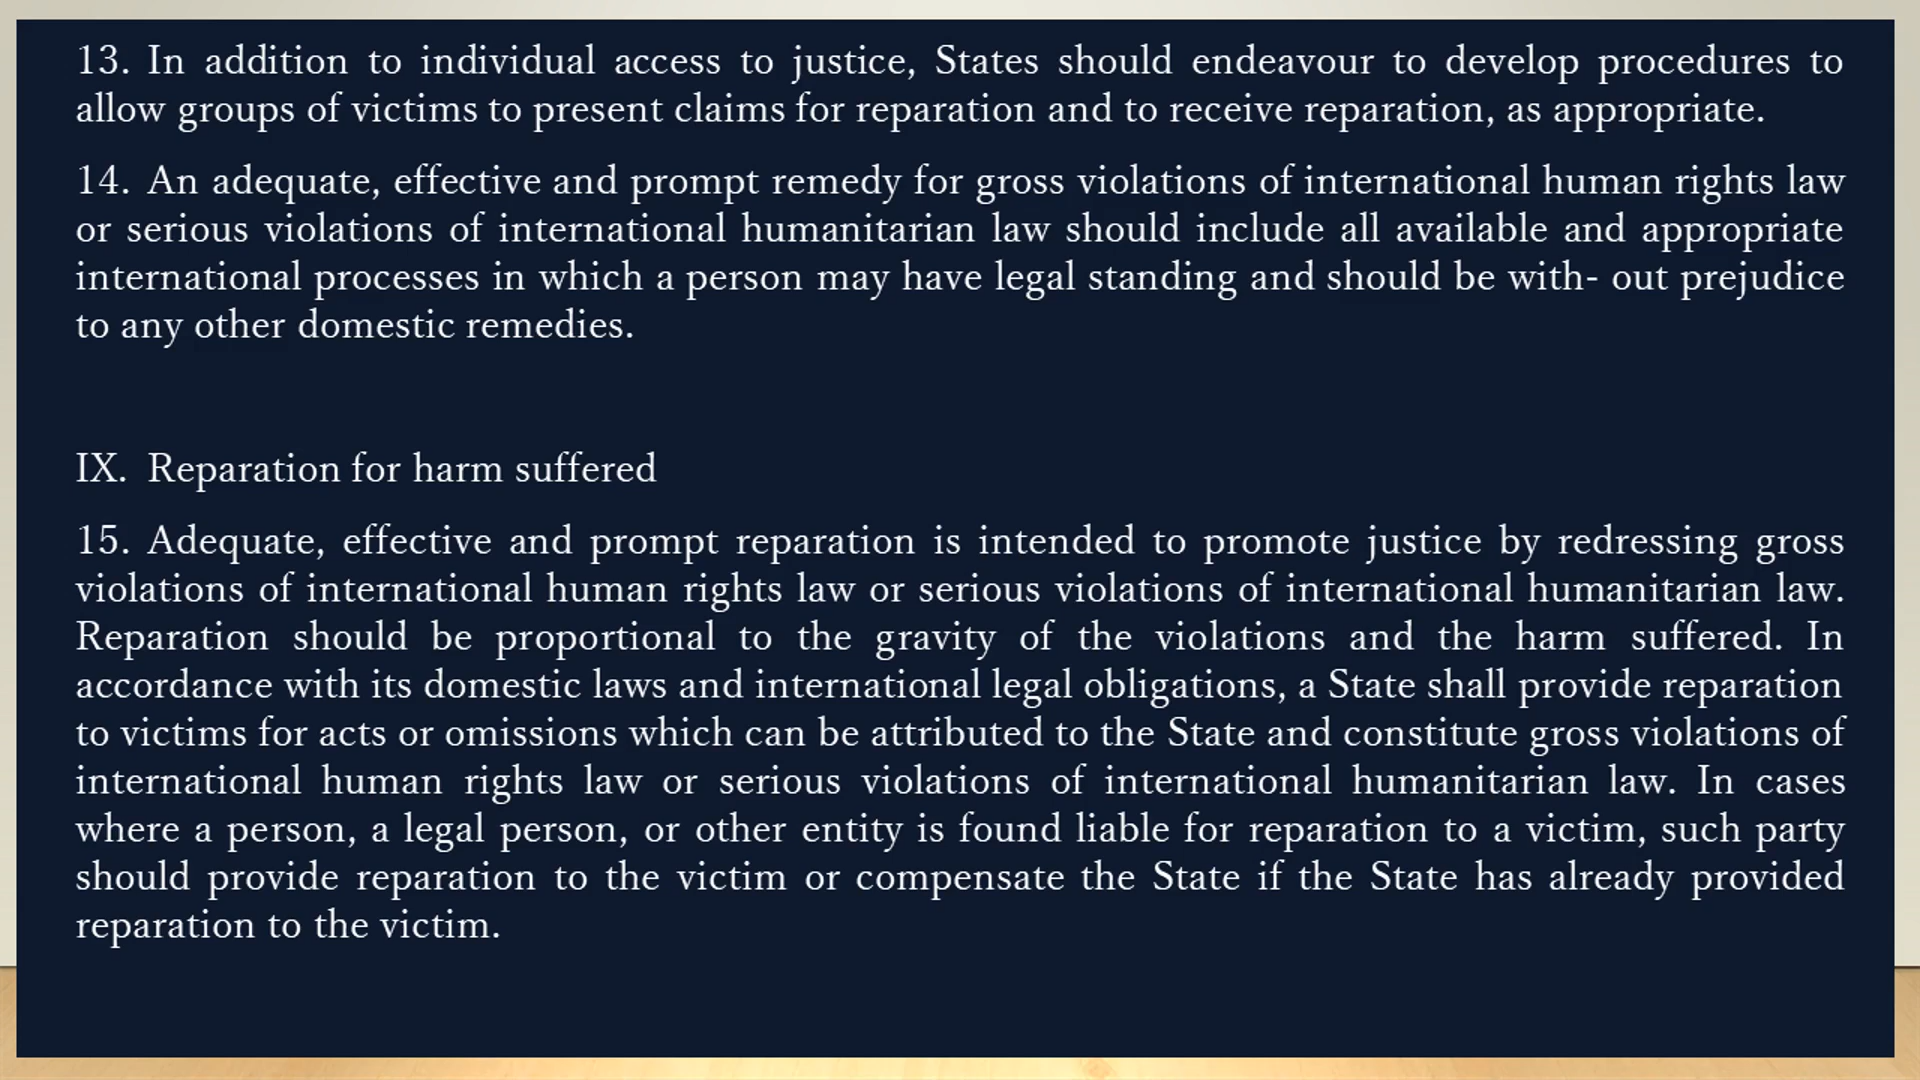 13. In addition to individual access to justice, States should endeavour to develop procedures to
allow groups of victims to present claims for reparation and to receive reparation, as appropriate.
14. An adequate, effective and prompt remedy for gross violations of international human rights law
or serious violations of international humanitarian law should include all available and appropriate
international processes in which a person may have legal standing and should be with- out prejudice
to any other domestic remedies.
IX. Reparation for harm suffered
15. Adequate, effective and prompt reparation is intended to promote justice by redressing gross
violations of international human rights law or serious violations of international humanitarian law.
Reparation should be proportional to the gravity of the violations and the harm suffered. In
accordance with its domestic laws and international legal obligations, a State shall provide reparation
to victims for acts or omissions which can be attributed to the State and constitute gross violations of
international human rights law or serious violations of international humanitarian law. In cases
where a person, a legal person, or other entity is found liable for reparation to a victim, such party
should provide reparation to the victim or compensate the State if the State has already provided
reparation to the victim.